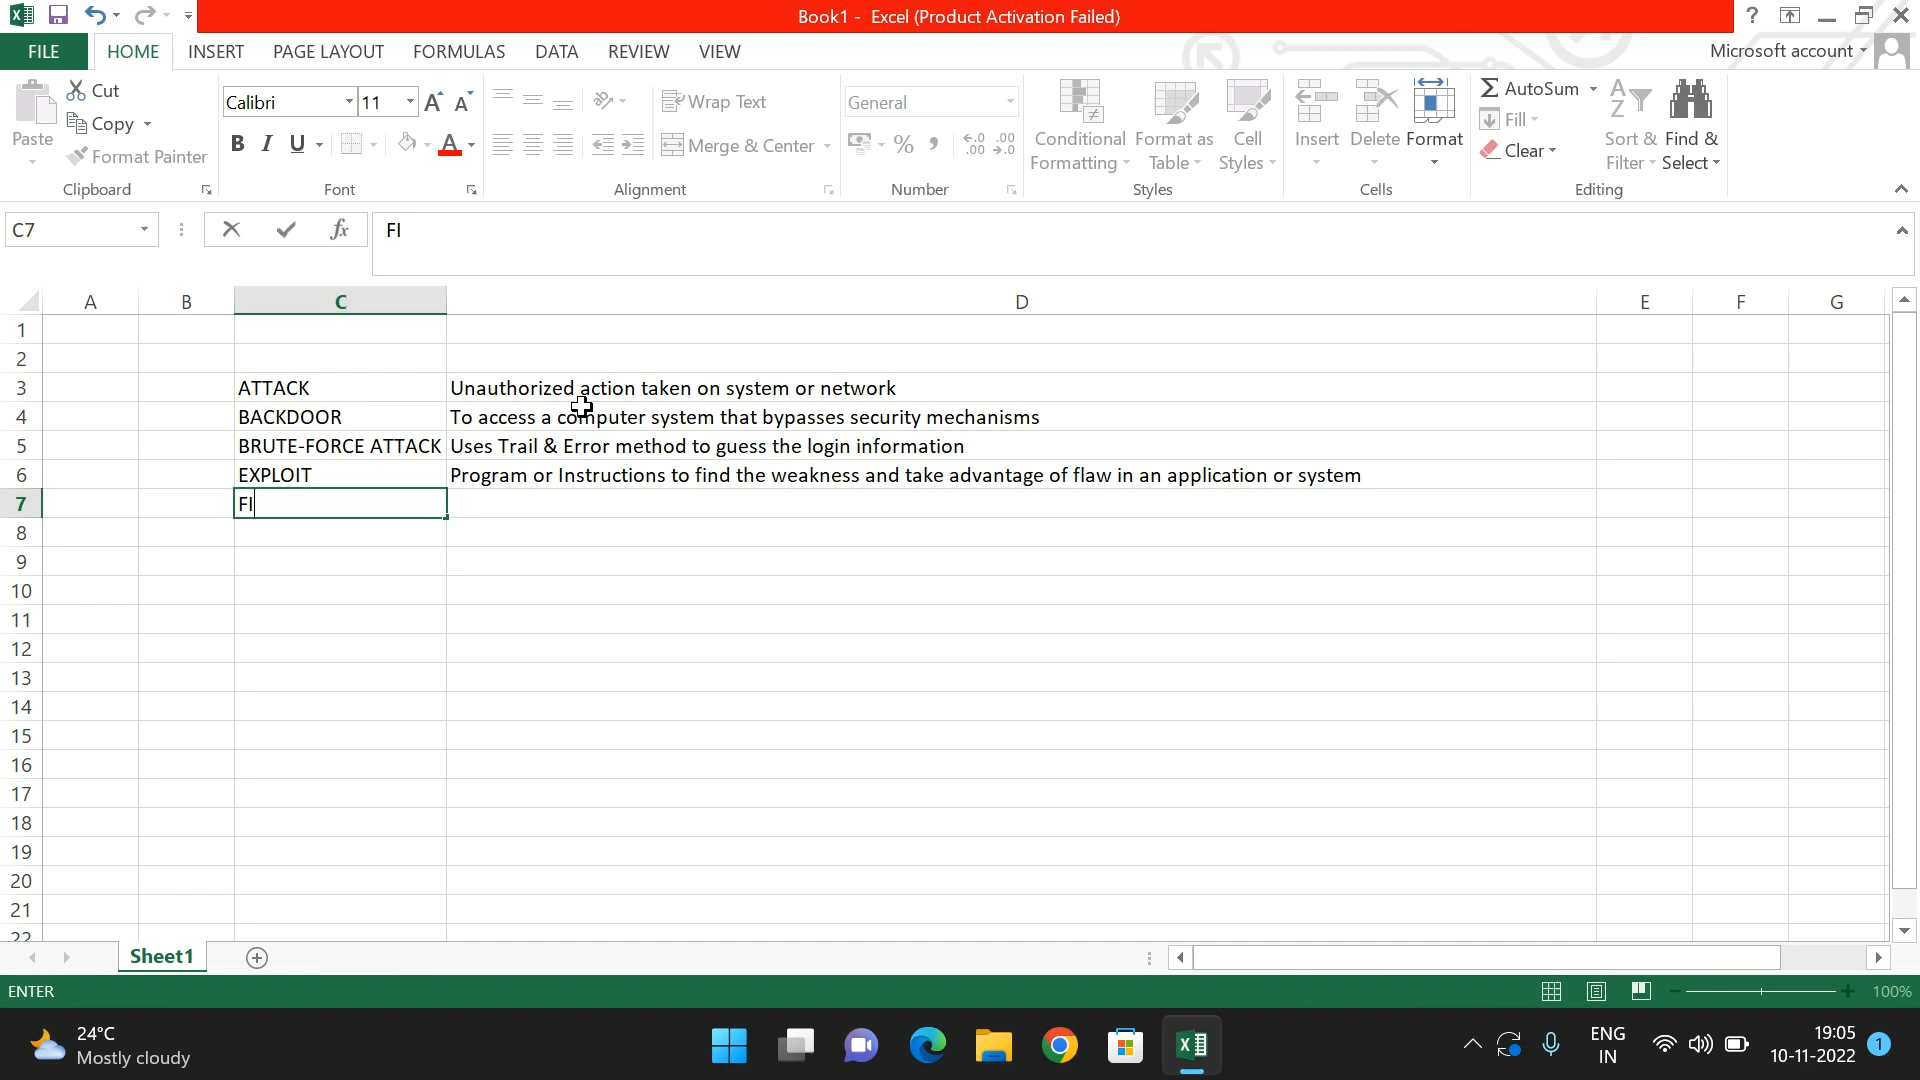 Book1 - Excel (Product Activation Failed)
?
FILE HOME INSERT PAGE LAYOUT FORMULAS DATA REVIEW VIEW Microsoft account
Paste Cut Copy Format Painter Clipboard
Calibri 11 A A B I U A Font
Wrap Text Merge & Center Alignment
General % , ←.0 .00 .00 →.0 Number
Conditional Formatting Format as Table Cell Styles Styles
Insert Delete Format Cells
AutoSum Fill Clear Sort & Filter Find & Select Editing
C7 fx FI
A B C D E F G
1
2
3 ATTACK Unauthorized action taken on system or network
4 BACKDOOR To access a computer system that bypasses security mechanisms
5 BRUTE-FORCE ATTACK Uses Trail & Error method to guess the login information
6 EXPLOIT Program or Instructions to find the weakness and take advantage of flaw in an application or system
7 FI
8
9
10
11
12
13
14
15
16
17
18
19
20
21
22
Sheet1
ENTER 100%
24°C
Mostly cloudy
ENG
IN
19:05
10-11-2022
1